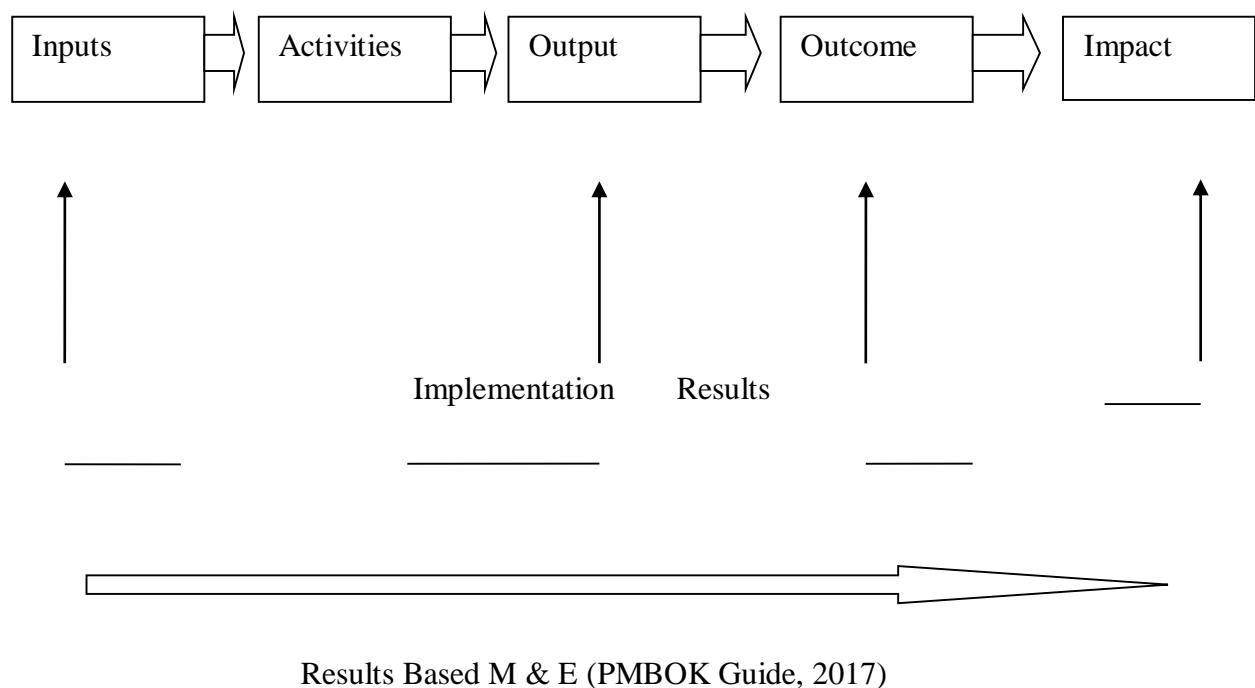 Inputs Activities Output Outcome Impact
Implementation Results
Results Based M & E (PMBOK Guide, 2017)